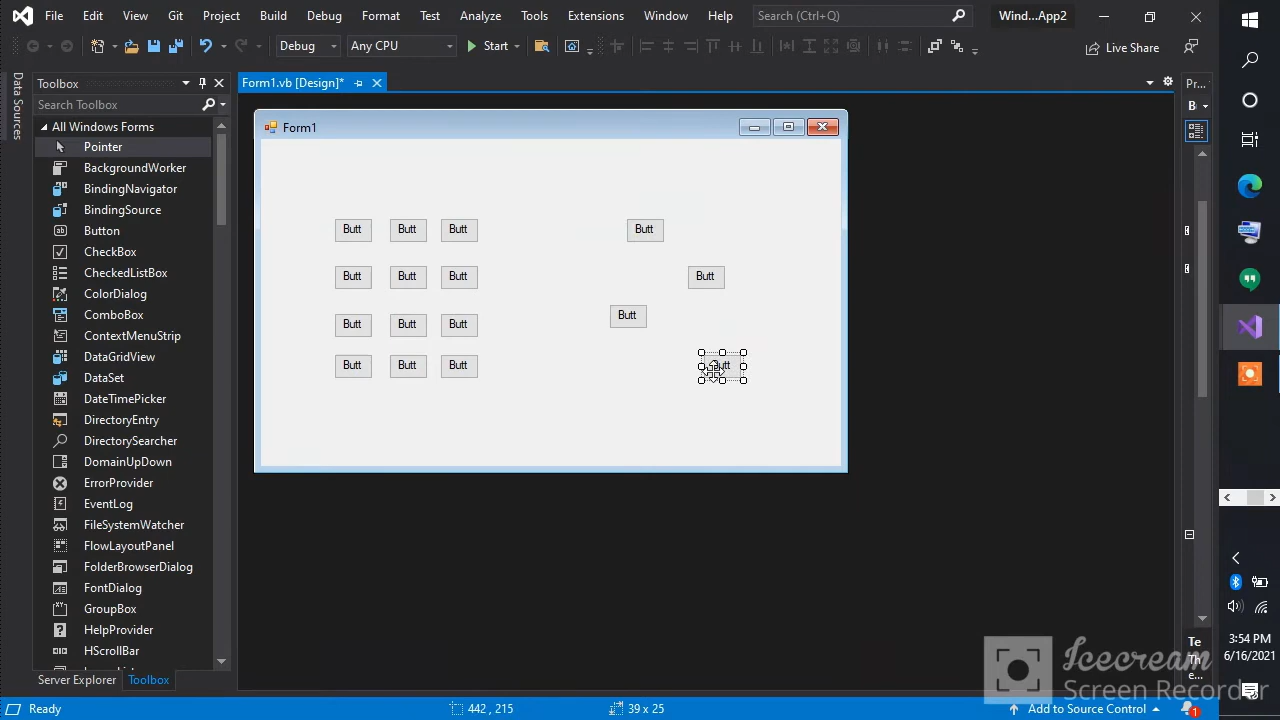 File Edit View Git Project Build Debug Format Test Analyze Tools Extensions Window Help Search (Ctrl+Q) Wind...App2
Debug Any CPU Start Live Share
Data Sources
Toolbox
Form1.vb [Design]*
Pr...
Search Toolbox
B
All Windows Forms
Form1
Pointer
BackgroundWorker
BindingNavigator
BindingSource
Button
Butt Butt Butt Butt
CheckBox
CheckedListBox
Butt Butt Butt Butt
ColorDialog
ComboBox
Butt
Butt Butt Butt
ContextMenuStrip
DataGridView
Butt Butt Butt
DataSet
DateTimePicker
DirectoryEntry
DirectorySearcher
DomainUpDown
ErrorProvider
EventLog
FileSystemWatcher
FlowLayoutPanel
FolderBrowserDialog
FontDialog
GroupBox
HelpProvider
HScrollBar
Server Explorer Toolbox
Te
Th
e...
3:54 PM
6/16/2021
Icecream
Screen Recorder
Ready 442 , 215 39 x 25 Add to Source Control 1